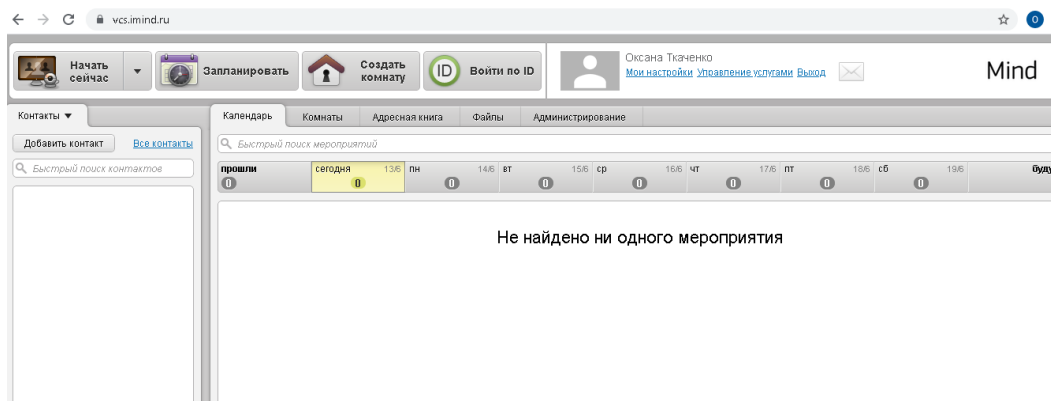 vcs.imind.ru
O
Начать сейчас
Запланировать
Создать комнату
ID
Войти по ID
Оксана Ткаченко
Мои настройки Управление услугами Выход
Mind
Контакты
Календарь Комнаты Адресная книга Файлы Администрирование
Добавить контакт Все контакты
Быстрый поиск мероприятий
Быстрый поиск контактов
прошли сегодня 13/6 пн 14/6 вт 15/6 ср 16/6 чт 17/6 пт 18/6 сб 19/6
0 0 0 0 0 0 0 0
Не найдено ни одного мероприятия